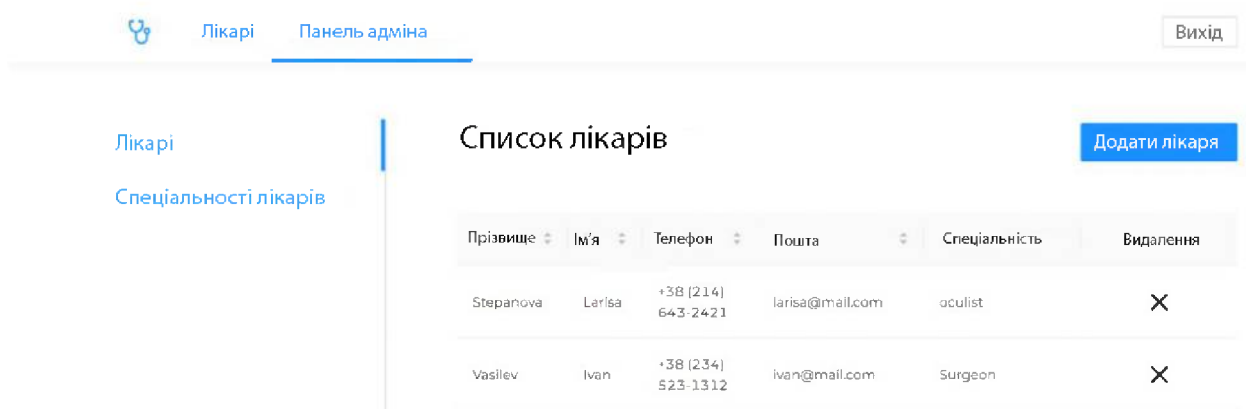 Лікарі Панель адміна Вихід
Лікарі
Спеціальності лікарів
Список лікарів Додати лікаря
Прізвище Ім'я Телефон Пошта Спеціальність Видалення
Stepanova Larisa +38 (214) larisa@mail.com oculist
643-2421
Vasilev Ivan +38 (234) ivan@mail.com Surgeon
523-1312